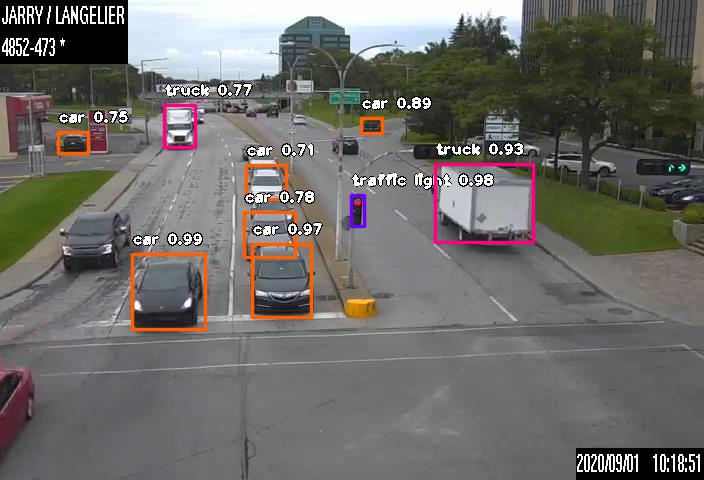 JARRY / LANGELIER
4852-473 *
truck 0.77
car 0.89
car 0.75
car 0.71
truck 0.93
traffic light 0.98
car 0.78
car 0.97
car 0.99
2020/09/01 10:18:51